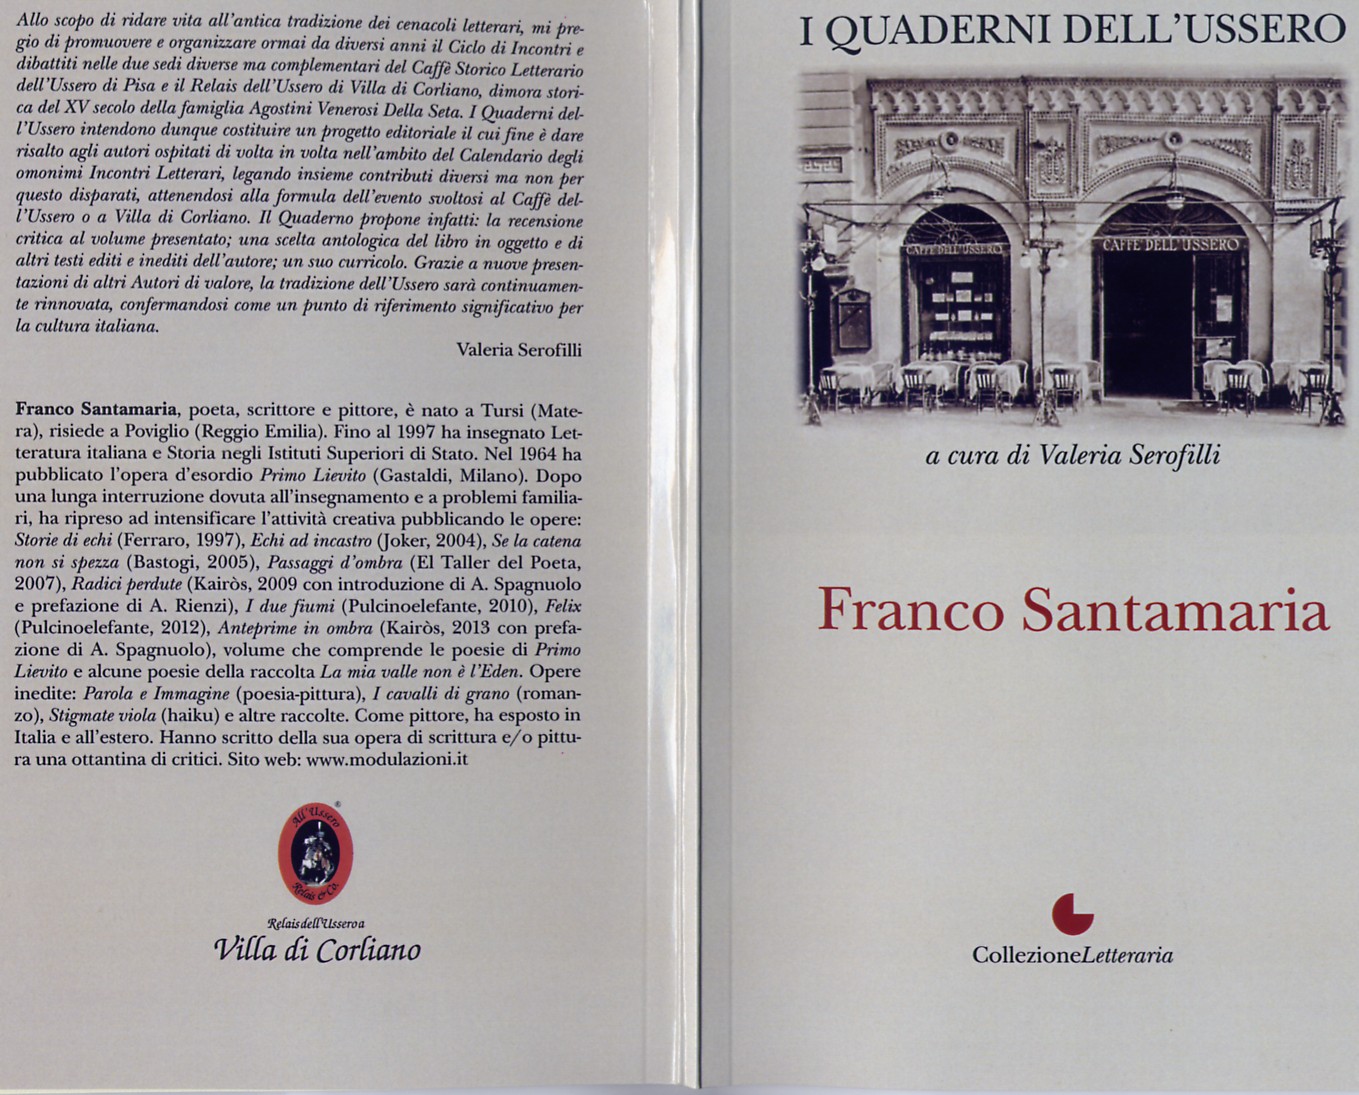 Allo scopo di ridare vita all'antica tradizione dei cenacoli letterari, mi pre-
gio di promuovere e organizzare ormai da diversi anni il Ciclo di Incontri e
dibattiti nelle due sedi diverse ma complementari del Caffè Storico Letterario
dell'Ussero di Pisa e il Relais dell'Ussero di Villa di Corliano, dimora stori-
ca del XV secolo della famiglia Agostini Venerosi Della Seta. I Quaderni del-
l'Ussero intendono dunque costituire un progetto editoriale il cui fine è dare
risalto agli autori ospitati di volta in volta nell'ambito del Calendario degli
omonimi Incontri Letterari, legando insieme contributi diversi ma non per
questo disparati, attenendosi alla formula dell'evento svoltosi al Caffè del-
l'Ussero o a Villa di Corliano. Il Quaderno propone infatti: la recensione
critica al volume presentato; una scelta antologica del libro in oggetto e di
altri testi editi e inediti dell'autore; un suo curricolo. Grazie a nuove presen-
tazioni di altri Autori di valore, la tradizione dell'Ussero sarà continuamen-
te rinnovata, confermandosi come un punto di riferimento significativo per
la cultura italiana.
Valeria Serofilli
Franco Santamaria, poeta, scrittore e pittore, è nato a Tursi (Mate-
ra), risiede a Poviglio (Reggio Emilia). Fino al 1997 ha insegnato Let-
teratura italiana e Storia negli Istituti Superiori di Stato. Nel 1964 ha
pubblicato l'opera d'esordio Primo Lievito (Gastaldi, Milano). Dopo
una lunga interruzione dovuta all'insegnamento e a problemi familia-
ri, ha ripreso ad intensificare l'attività creativa pubblicando le opere:
Storie di echi (Ferraro, 1997), Echi ad incastro (Joker, 2004), Se la catena
non si spezza (Bastogi, 2005), Passaggi d'ombra (El Taller del Poeta,
2007), Radici perdute (Kairòs, 2009 con introduzione di A. Spagnuolo
e prefazione di A. Rienzi), I due fiumi (Pulcinoelefante, 2010), Felix
(Pulcinoelefante, 2012), Anteprime in ombra (Kairòs, 2013 con prefa-
zione di A. Spagnuolo), volume che comprende le poesie di Primo
Lievito e alcune poesie della raccolta La mia valle non è l'Eden. Opere
inedite: Parola e Immagine (poesia-pittura), I cavalli di grano (roman-
zo), Stigmate viola (haiku) e altre raccolte. Come pittore, ha esposto in
Italia e all'estero. Hanno scritto della sua opera di scrittura e/o pittu-
ra una ottantina di critici. Sito web: www.modulazioni.it
All'Ussero ®
Relais & Co.
Relais dell'Ussero a
Villa di Corliano
I QUADERNI DELL'USSERO
CAFFE DELL'USSERO
CAFFE DELL'USSERO
a cura di Valeria Serofilli
Franco Santamaria
CollezioneLetteraria